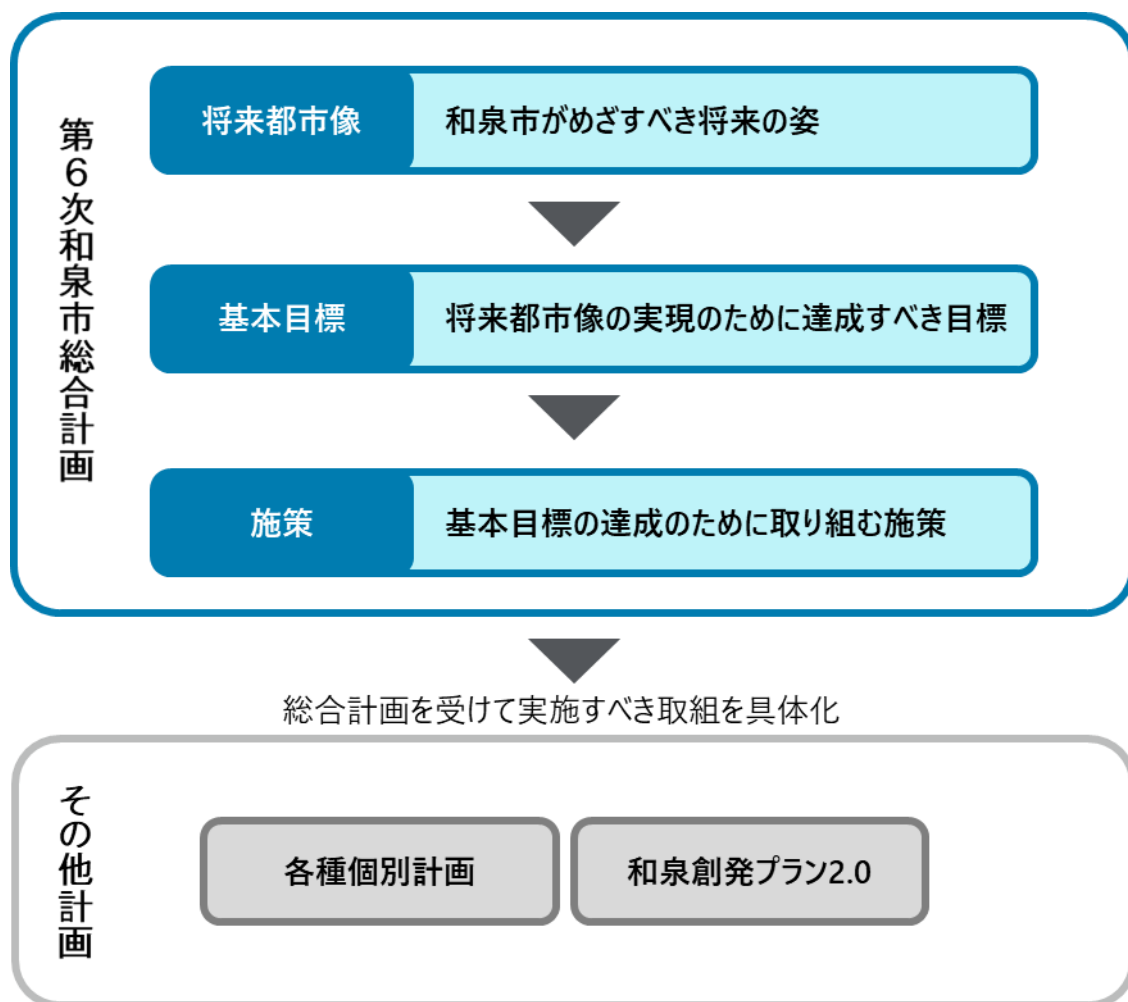 第６次和泉市総合計画
将来都市像
和泉市がめざすべき将来の姿
基本目標
将来都市像の実現のために達成すべき目標
施策
基本目標の達成のために取り組む施策
総合計画を受けて実施すべき取組を具体化
その他計画
各種個別計画
和泉創発プラン2.0